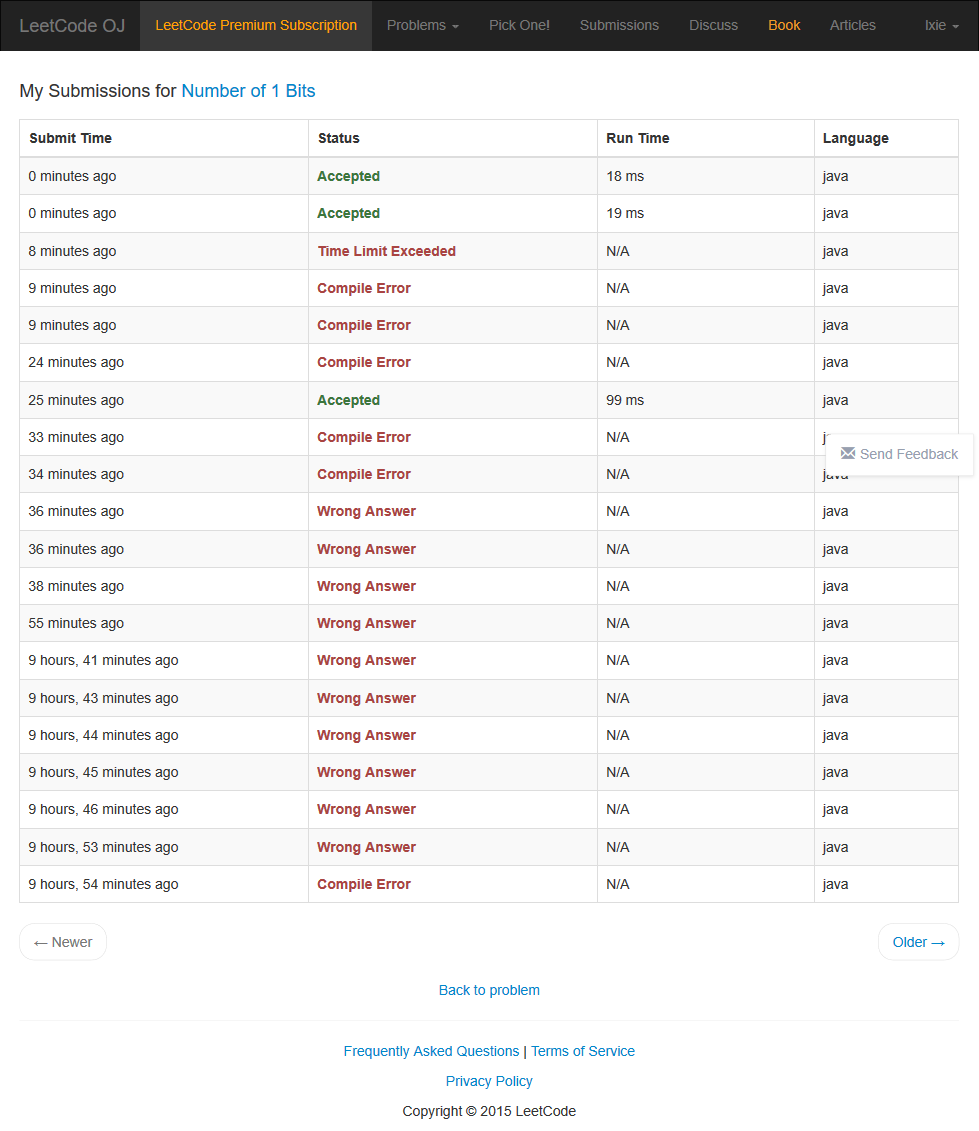 LeetCode OJ LeetCode Premium Subscription Problems Pick One! Submissions Discuss Book Articles lxie
My Submissions for Number of 1 Bits
Submit Time Status Run Time Language
0 minutes ago Accepted 18 ms java
0 minutes ago Accepted 19 ms java
8 minutes ago Time Limit Exceeded N/A java
9 minutes ago Compile Error N/A java
9 minutes ago Compile Error N/A java
24 minutes ago Compile Error N/A java
25 minutes ago Accepted 99 ms java
33 minutes ago Compile Error N/A
Send Feedback
34 minutes ago Compile Error N/A java
36 minutes ago Wrong Answer N/A java
36 minutes ago Wrong Answer N/A java
38 minutes ago Wrong Answer N/A java
55 minutes ago Wrong Answer N/A java
9 hours, 41 minutes ago Wrong Answer N/A java
9 hours, 43 minutes ago Wrong Answer N/A java
9 hours, 44 minutes ago Wrong Answer N/A java
9 hours, 45 minutes ago Wrong Answer N/A java
9 hours, 46 minutes ago Wrong Answer N/A java
9 hours, 53 minutes ago Wrong Answer N/A java
9 hours, 54 minutes ago Compile Error N/A java
← Newer Older →
Back to problem
Frequently Asked Questions | Terms of Service
Privacy Policy
Copyright © 2015 LeetCode